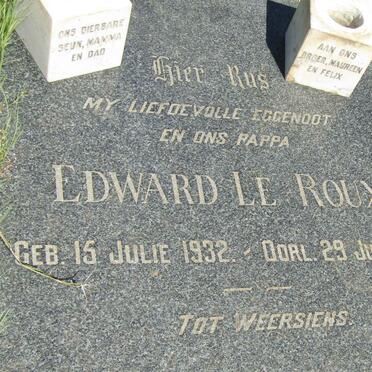 ONS DIERBARE
SEUN, MAMMA
EN DAD
AAN ONS
BROER, MAUREEN
EN FELIX
Hier Rus
MY LIEFDEVOLLE EGGENOOT
EN ONS PAPPA
EDWARD LE ROUX
GEB. 15 JULIE 1932. - OORL. 29 JU
TOT WEERSIENS.